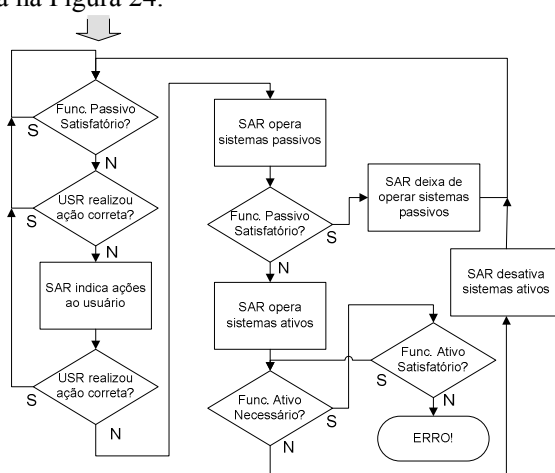 a na Figura 24.
Func. Passivo
Satisfatório?
S
N
USR realizou
ação correta?
S
N
SAR indica ações
ao usuário
USR realizou
ação correta?
S
N
SAR opera
sistemas passivos
Func. Passivo
Satisfatório?
S
N
SAR deixa de
operar sistemas
passivos
SAR opera
sistemas ativos
SAR desativa
sistemas ativos
Func. Ativo
Necessário?
S
N
Func. Ativo
Satisfatório?
S
N
ERRO!